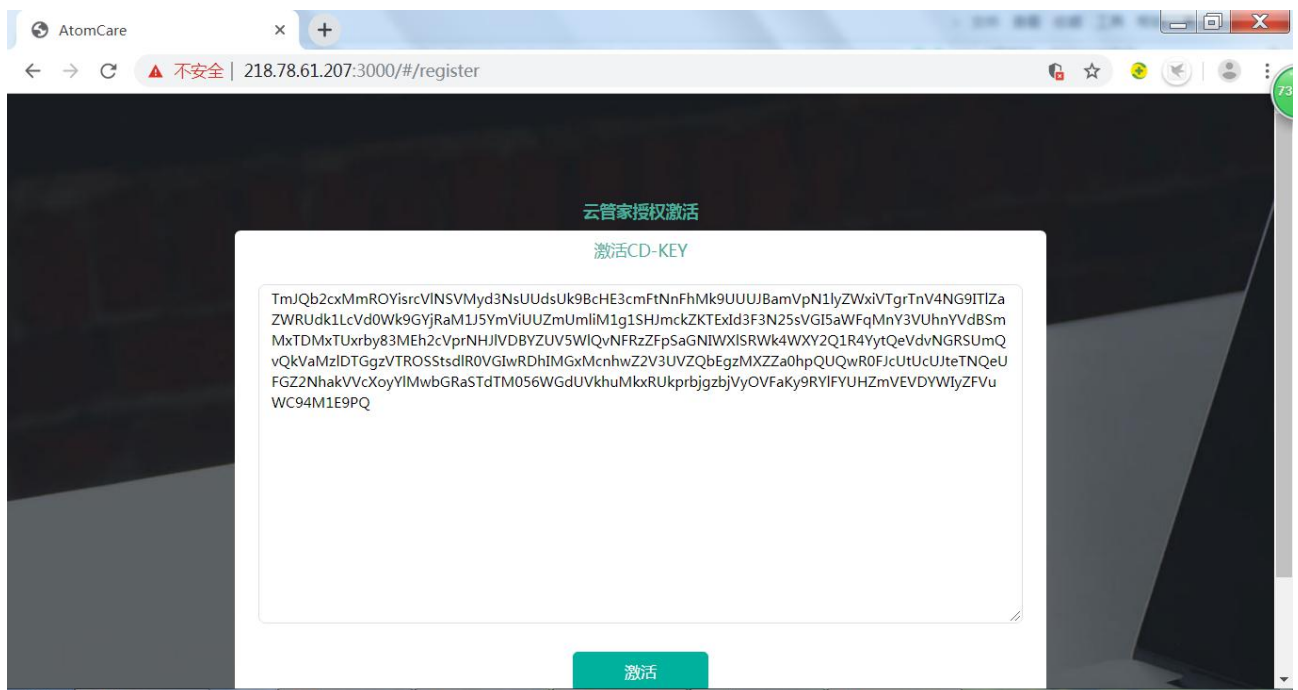 AtomCare
不安全 218.78.61.207:3000/#/register
73
云管家授权激活
激活CD-KEY
TmJQb2cxMmROYisrcVlNSVMyd3NsUUdsUk9BcHE3cmFtNnFhMk9UUUJBamVpN1lyZWxiVTgrTnV4NG9ITlZa
ZWRUdk1LcVd0Wk9GYjRaM1J5YmViUUZmUmliM1g1SHJmckZKTExId3F3N25sVGI5aWFqMnY3VUhnYVdBSm
MxTDMxTUxrby83MEh2cVprNHJlVDBYZUV5WlQvNFRzZFpSaGNIWXlSRWk4WXY2Q1R4YytQeVdvNGRSUmQ
vQkVaMzlDTGgzVTROSStsdlR0VGIwRDhIMGxMcnhwZ2V3UVZQbEgzMXZZa0hpQUQwR0FJcUtUcUJteTNQeU
FGZ2NhakVVcXoyYlMwbGRaSTdTM056WGdUVkhuMkxRUkprbjgzbjVyOVFaKy9RYlFYUHZmVEVDYWIyZFVu
WC94M1E9PQ
激活